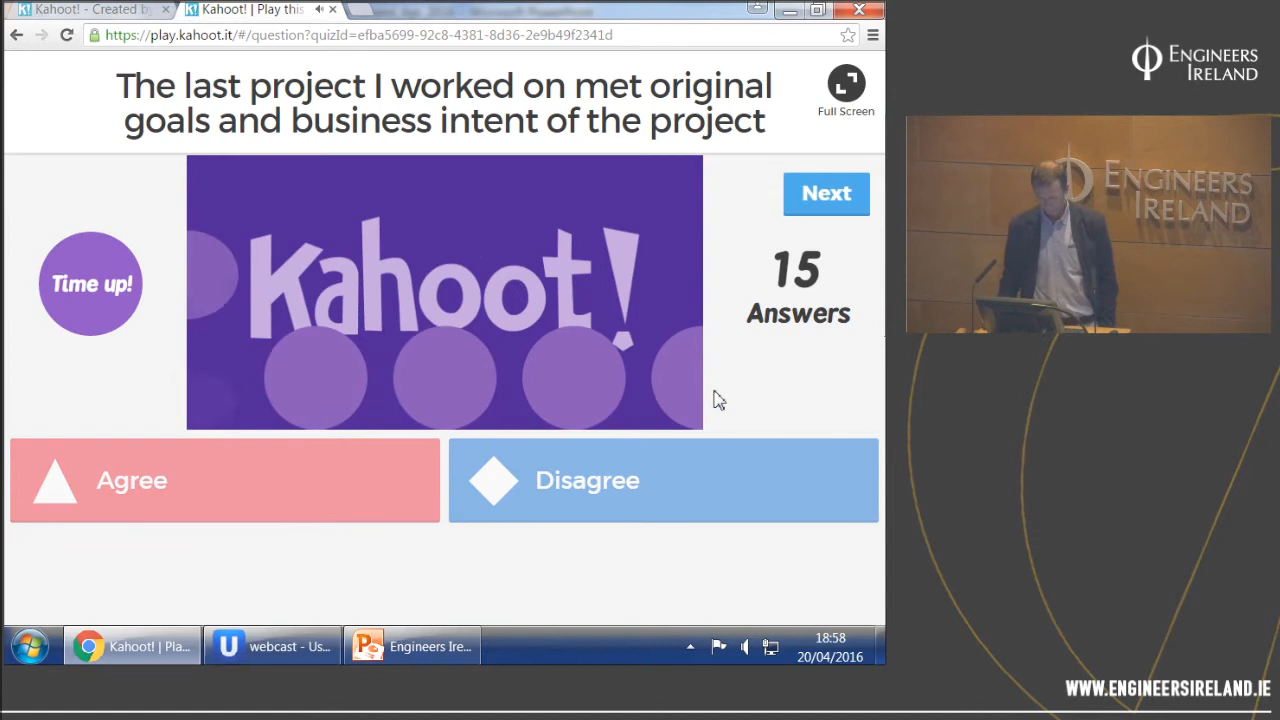 Kahoot! - Created b
Kahoot! | Play this
https://play.kahoot.it/#/question?quizId=efba5699-92c8-4381-8d36-2e9b49f2341d
The last project I worked on met original
goals and business intent of the project
Full Screen
Next
Time up!
Kahoot!
15
Answers
Agree
Disagree
Kahoot! | Pla...
webcast - Us...
Engineers Ire...
18:58
20/04/2016
ENGINEERS
IRELAND
ENGINEERS
IRELAND
WWW.ENGINEERSIRELAND.IE